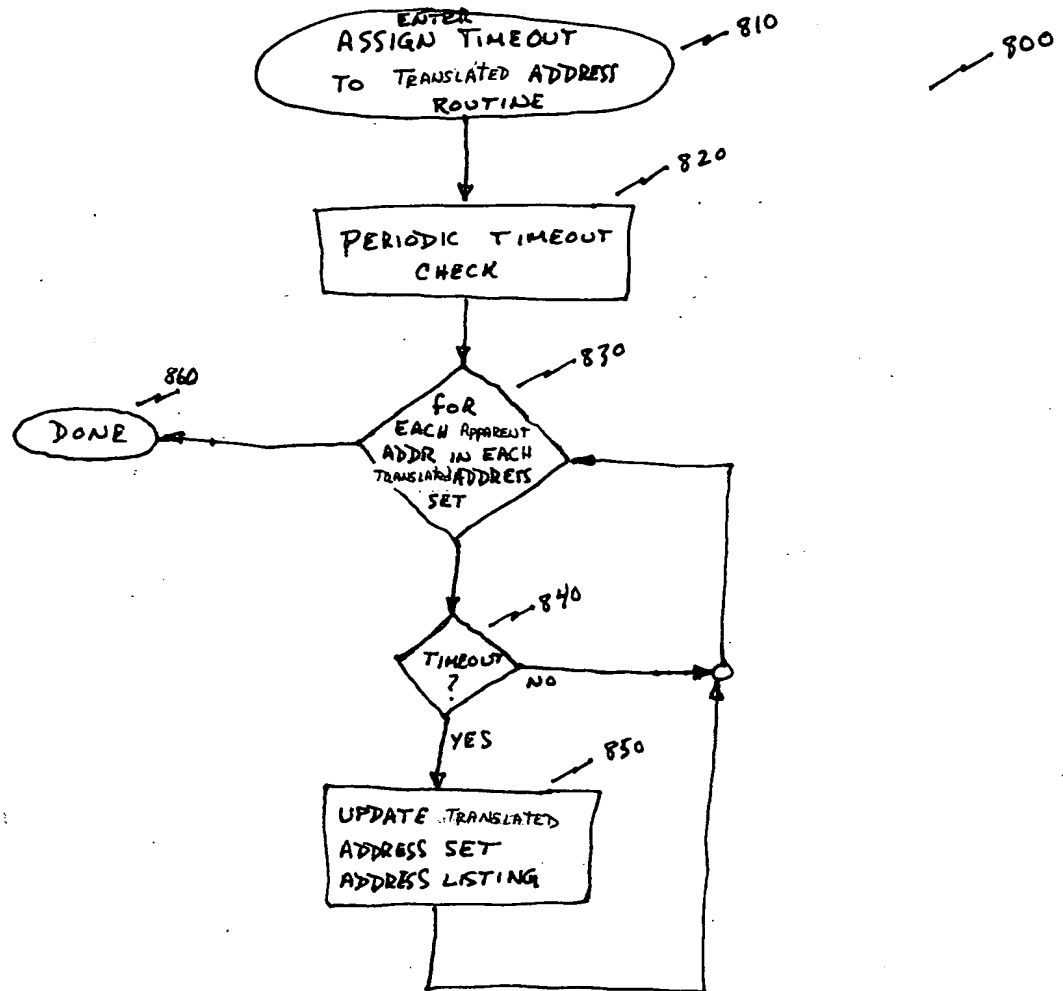 ENTER
ASSIGN TIMEOUT
TO TRANSLATED ADDRESS
ROUTINE
810
800
820
PERIODIC TIMEOUT
CHECK
830
FOR
EACH APPARENT
ADDR IN EACH
TRANSLATED ADDRESS
SET
860
DONE
840
TIMEOUT
?
NO
YES
850
UPDATE TRANSLATED
ADDRESS SET
ADDRESS LISTING